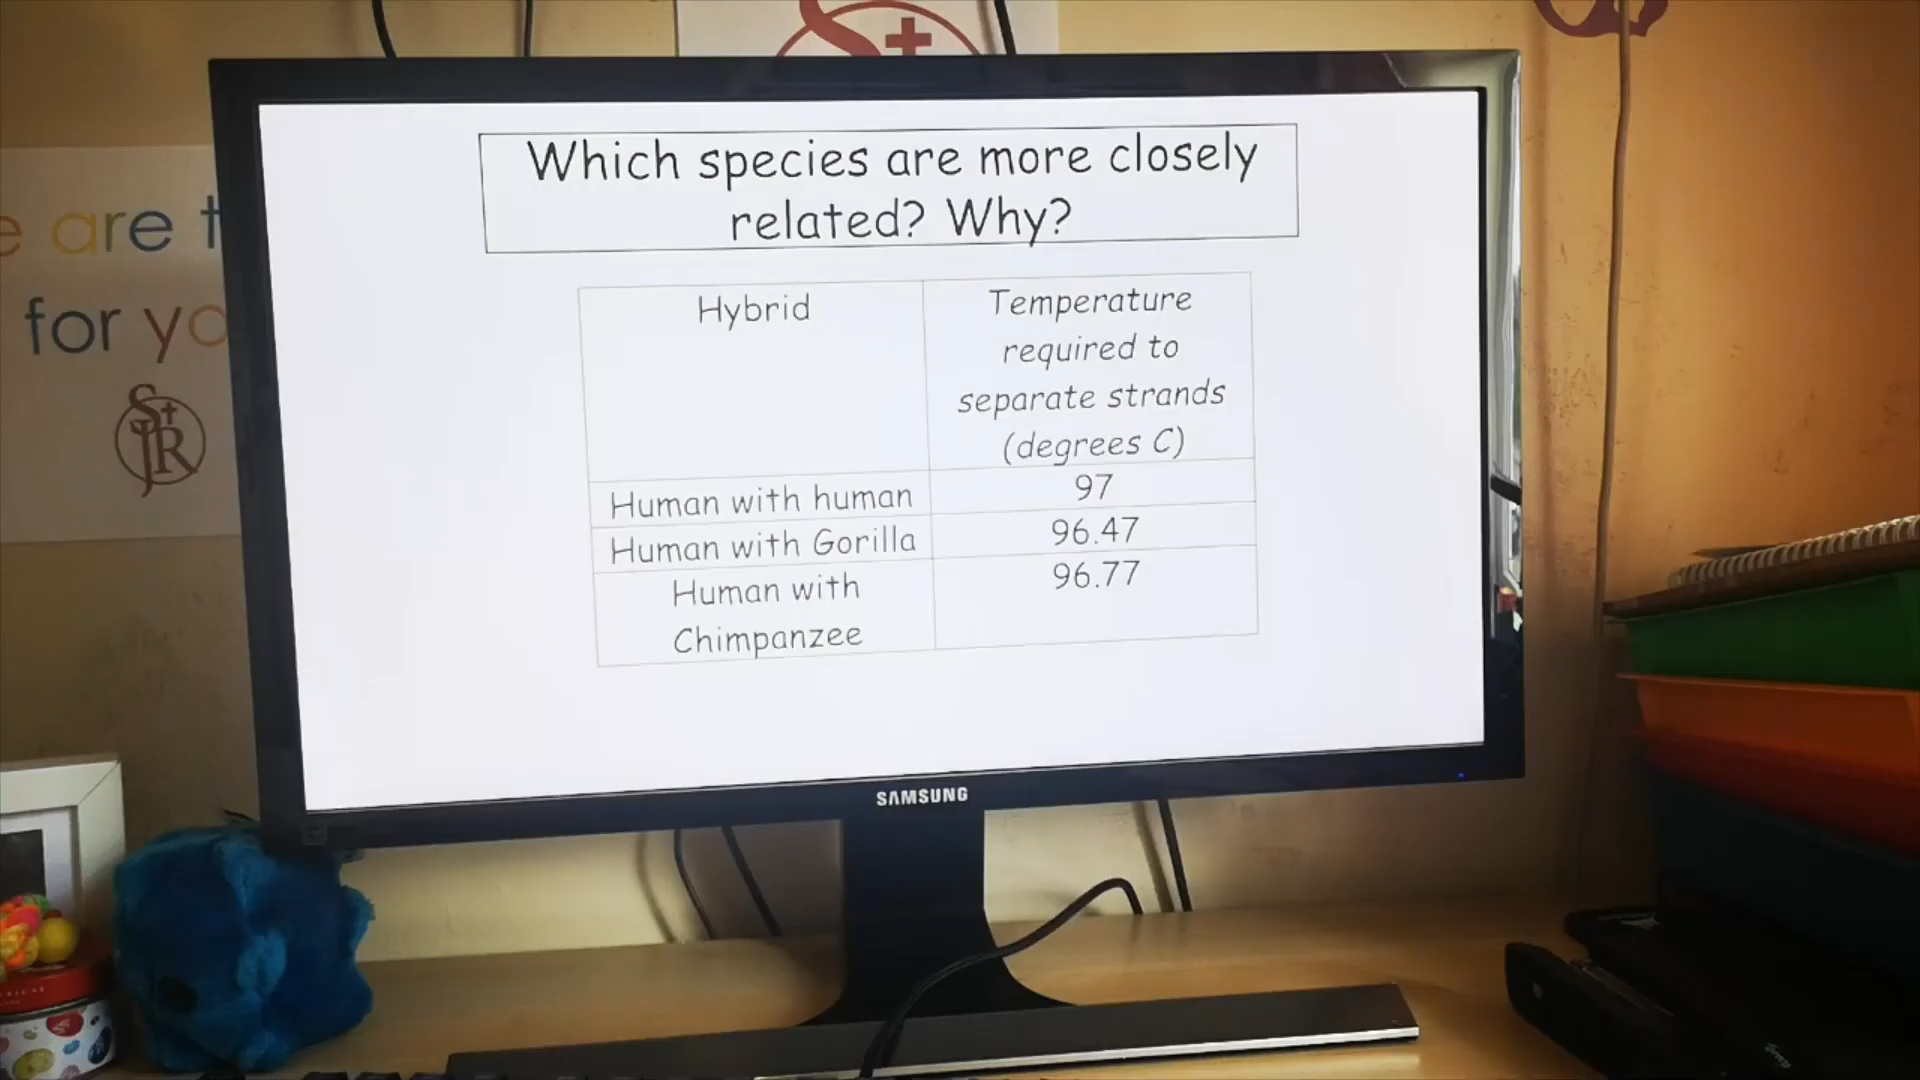 Which species are more closely
related? Why?
Hybrid
Temperature
required to
separate strands
(degrees C)
Human with human
97
Human with Gorilla
96.47
Human with
Chimpanzee
96.77
SAMSUNG
are t
for yo
SJR